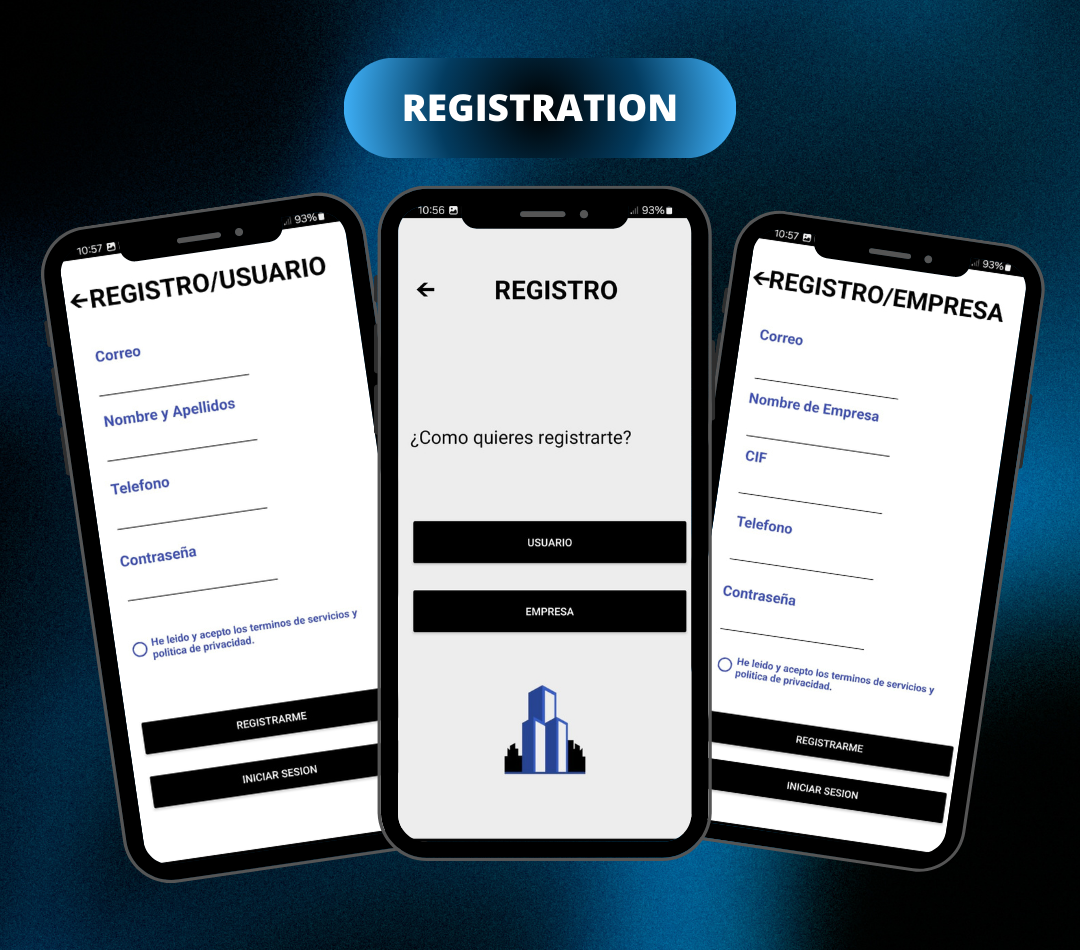 REGISTRATION
10:57
93%
REGISTRO/USUARIO
Correo
Nombre y Apellidos
Telefono
Contraseña
He leido y acepto los terminos de servicios y
politica de privacidad.
REGISTRARME
INICIAR SESION
10:56
93%
REGISTRO
¿Como quieres registrarte?
USUARIO
EMPRESA
10:57
93%
REGISTRO/EMPRESA
Correo
Nombre de Empresa
CIF
Telefono
Contraseña
He leido y acepto los terminos de servicios y
politica de privacidad.
REGISTRARME
INICIAR SESION